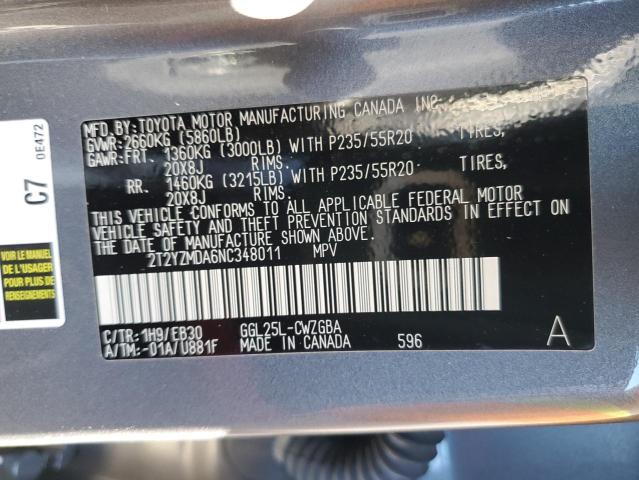 MFD.BY:TOYOTA MOTOR MANUFACTURING CANADA INC.
GVWR:2660KG (5860LB)
GAWR:FRT. 1360KG (3000LB) WITH P235/55R20 TIRES,
20X8J RIMS.
RR. 1460KG (3215LB) WITH P235/55R20 TIRES,
20X8J RIMS.
THIS VEHICLE CONFORMS TO ALL APPLICABLE FEDERAL MOTOR
VEHICLE SAFETY AND THEFT PREVENTION STANDARDS IN EFFECT ON
THE DATE OF MANUFACTURE SHOWN ABOVE.
2T2YZMDA6NC348011 MPV
C/TR:1H9/EB30 GGL25L-CWZGBA
A/TM:-01A/U881F MADE IN CANADA 596 A
C7
0E472
VOIR LE MANUEL
DE L'USAGER
POUR PLUS DE
RENSEIGNEMENTS